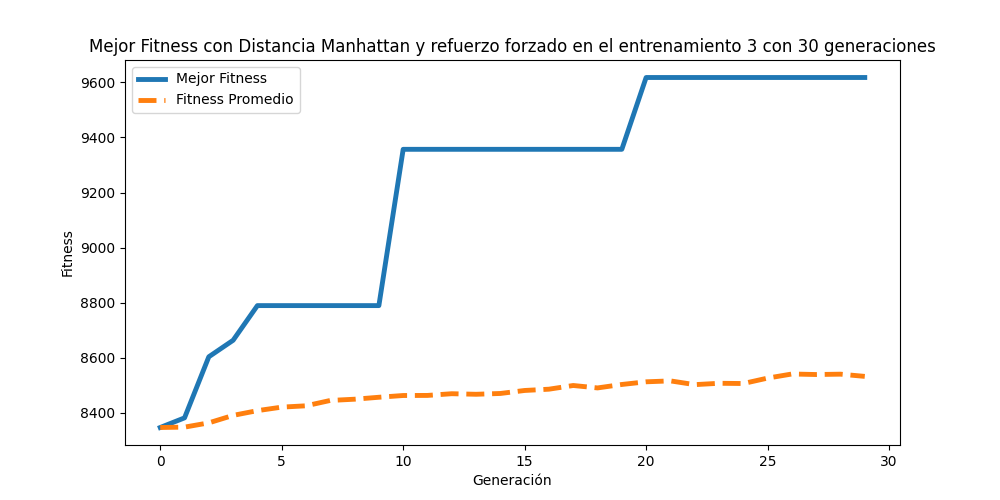 Mejor Fitness con Distancia Manhattan y refuerzo forzado en el entrenamiento 3 con 30 generaciones
Mejor Fitness
Fitness Promedio
9600
9400
9200
9000
8800
8600
8400
Fitness
0 5 10 15 20 25 30
Generación